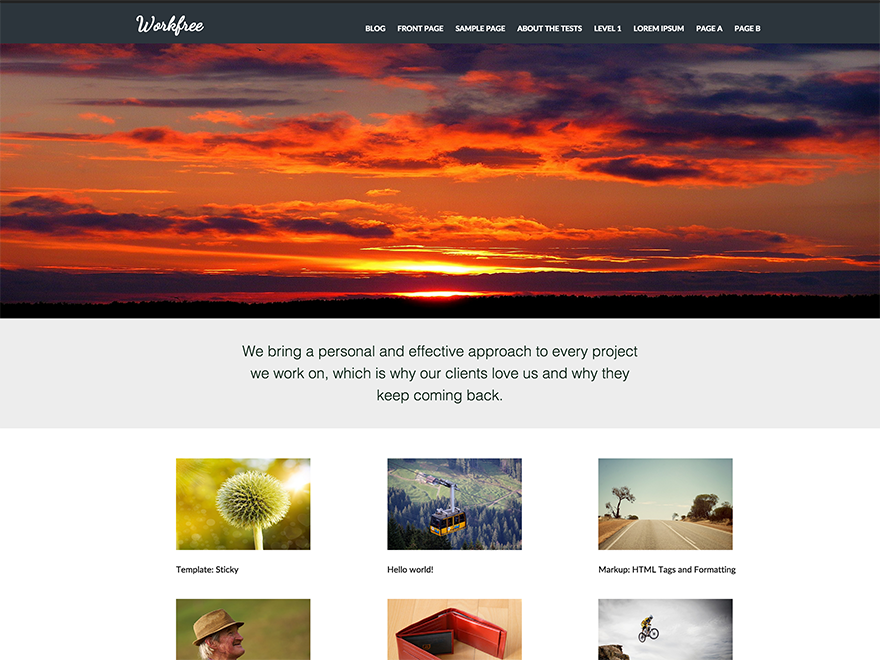 Workfree
BLOG FRONT PAGE SAMPLE PAGE ABOUT THE TESTS LEVEL 1 LOREM IPSUM PAGE A PAGE B
We bring a personal and effective approach to every project
we work on, which is why our clients love us and why they
keep coming back.
Template: Sticky
Hello world!
Markup: HTML Tags and Formatting